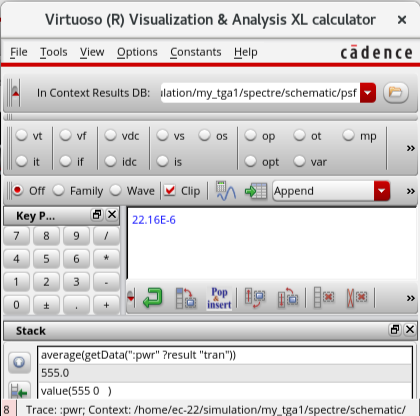 Virtuoso (R) Visualization & Analysis XL calculator
File Tools View Options Constants Help cādence
In Context Results DB: ulation/my_tga1/spectre/schematic/psf
vt vf vdc vs os op ot mp
it if idc is opt var
Off Family Wave Clip Append
Key P...
7 8 9 /
4 5 6 *
1 2 3 -
0 ± . +
22.16E-6
Pop & insert
Stack
average(getData(":pwr" ?result "tran"))
555.0
value(555 0 )
8 Trace: :pwr; Context: /home/ec-22/simulation/my_tga1/spectre/schematic/